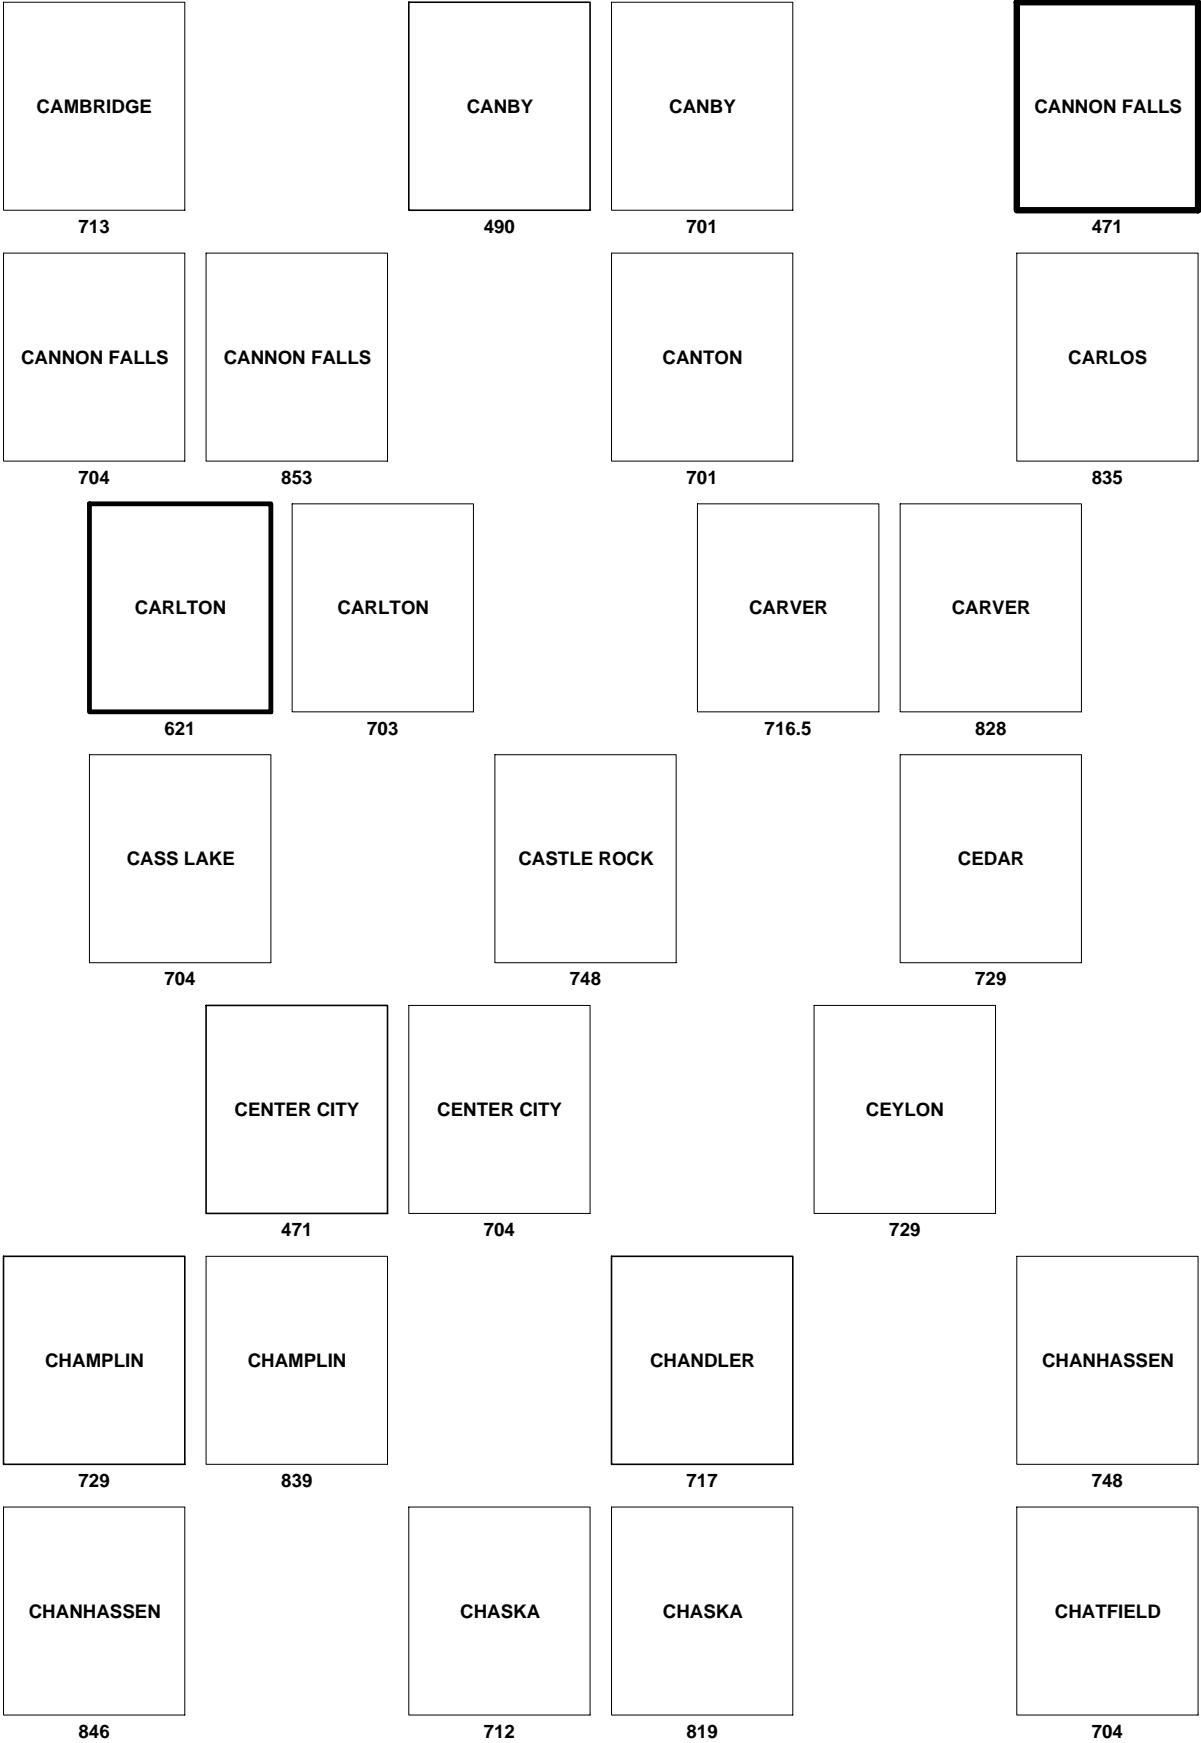 CAMBRIDGE CANBY CANBY CANNON FALLS
713 490 701 471
CANNON FALLS CANNON FALLS CANTON CARLOS
704 853 701 835
CARLTON CARLTON CARVER CARVER
621 703 716.5 828
CASS LAKE CASTLE ROCK CEDAR
704 748 729
CENTER CITY CENTER CITY CEYLON
471 704 729
CHAMPLIN CHAMPLIN CHANDLER CHANHASSEN
729 839 717 748
CHANHASSEN CHASKA CHASKA CHATFIELD
846 712 819 704